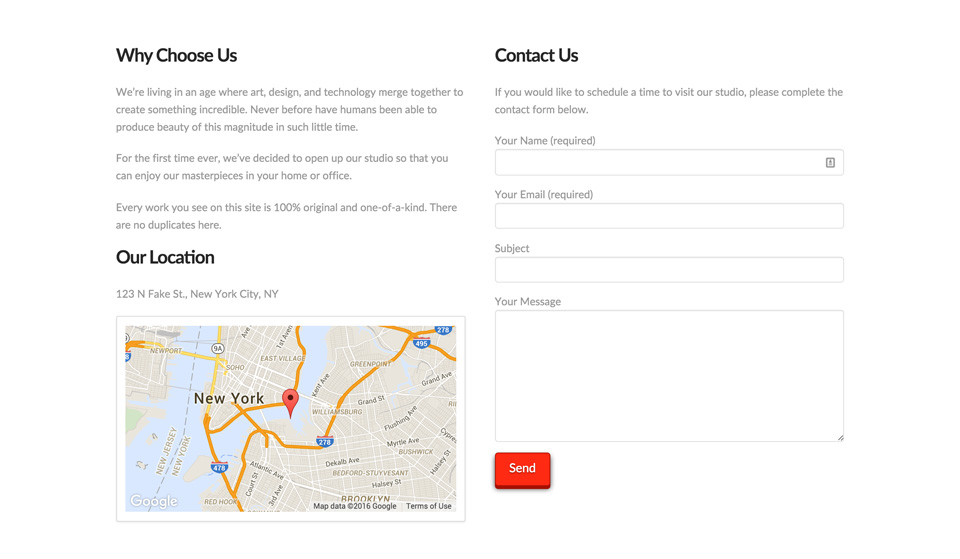 Why Choose Us
We're living in an age where art, design, and technology merge together to
create something incredible. Never before have humans been able to
produce beauty of this magnitude in such little time.
For the first time ever, we've decided to open up our studio so that you
can enjoy our masterpieces in your home or office.
Every work you see on this site is 100% original and one-of-a-kind. There
are no duplicates here.
Our Location
123 N Fake St., New York City, NY
278
495
NEWPORT
9A
1st Aven
EAST VILLAGE
SOHO
GREENPOINT
Kent Ave
Grand Ave
New York
Grand St
WILLIAMSBURG
Flushing Ave
278
Myrtle Ave
Cypre
BUSHWICK
NEW JERSEY
NEW YORK
478
Atlantic Ave
Dekalb Ave
Halsey St
BEDFORD-STUYVESANT
Court St
3rd Ave
Halsey St
RED HOOK
BROOKLYN
Google
Map data ©2016 Google
Terms of Use
Contact Us
If you would like to schedule a time to visit our studio, please complete the
contact form below.
Your Name (required)
Your Email (required)
Subject
Your Message
Send